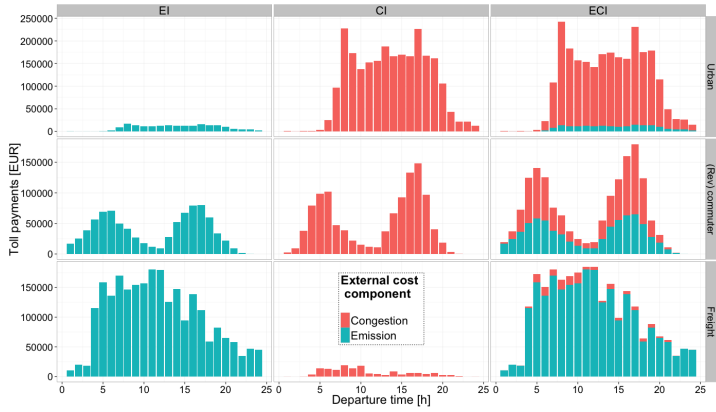 EI CI ECI
250000
200000
150000
100000
50000
0
Urban
150000
100000
50000
0
(Rev) commuter
150000
100000
50000
0
Freight
Toll payments [EUR]
External cost
component
Congestion
Emission
0 5 10 15 20 25 0 5 10 15 20 25 0 5 10 15 20 25
Departure time [h]